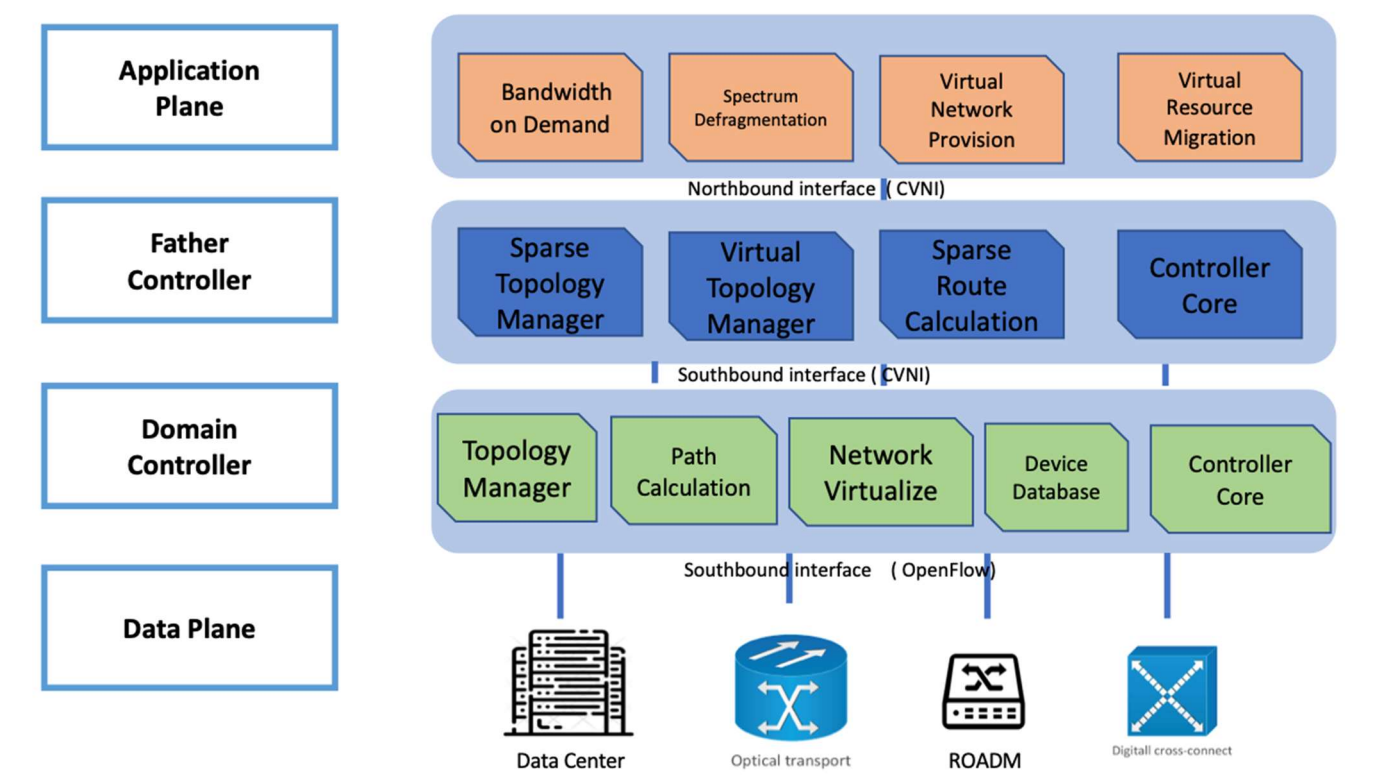 Application
Plane
Bandwidth
on Demand
Spectrum
Defragmentation
Virtual
Network
Provision
Virtual
Resource
Migration
Northbound interface ( CVNI)
Father
Controller
Sparse
Topology
Manager
Virtual
Topology
Manager
Sparse
Route
Calculation
Controller
Core
Southbound interface ( CVNI)
Domain
Controller
Topology
Manager
Path
Calculation
Network
Virtualize
Device
Database
Controller
Core
Southbound interface ( OpenFlow)
Data Plane
Data Center
Optical transport
ROADM
Digitall cross-connect